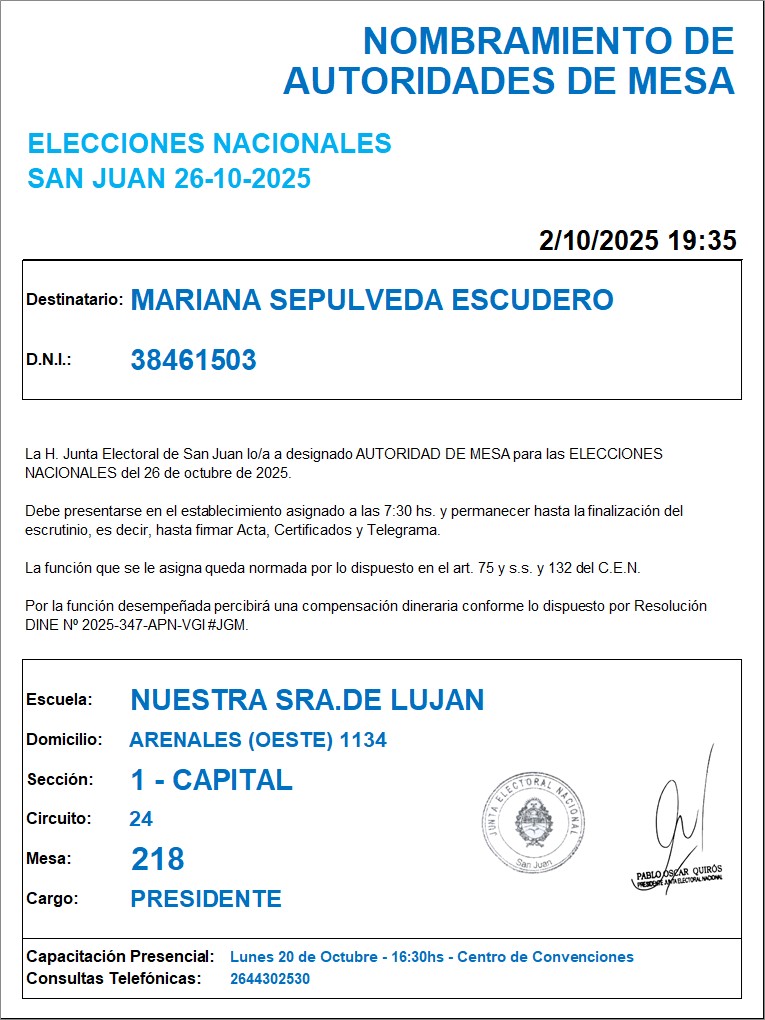 NOMBRAMIENTO DE
AUTORIDADES DE MESA
ELECCIONES NACIONALES
SAN JUAN 26-10-2025
2/10/2025 19:35
Destinatario: MARIANA SEPULVEDA ESCUDERO
D.N.I.: 38461503
La H. Junta Electoral de San Juan lo/a a designado AUTORIDAD DE MESA para las ELECCIONES
NACIONALES del 26 de octubre de 2025.
Debe presentarse en el establecimiento asignado a las 7:30 hs. y permanecer hasta la finalización del
escrutinio, es decir, hasta firmar Acta, Certificados y Telegrama.
La función que se le asigna queda normada por lo dispuesto en el art. 75 y s.s. y 132 del C.E.N.
Por la función desempeñada percibirá una compensación dineraria conforme lo dispuesto por Resolución
DINE Nº 2025-347-APN-VGI#JGM.
Escuela: NUESTRA SRA.DE LUJAN
Domicilio: ARENALES (OESTE) 1134
Sección: 1 - CAPITAL
Circuito: 24
Mesa: 218
Cargo: PRESIDENTE
JUNTA ELECTORAL NACIONAL
San Juan
PABLO OSCAR QUIRÓS
PRESIDENTE JUNTA ELECTORAL NACIONAL
Capacitación Presencial: Lunes 20 de Octubre - 16:30hs - Centro de Convenciones
Consultas Telefónicas: 2644302530